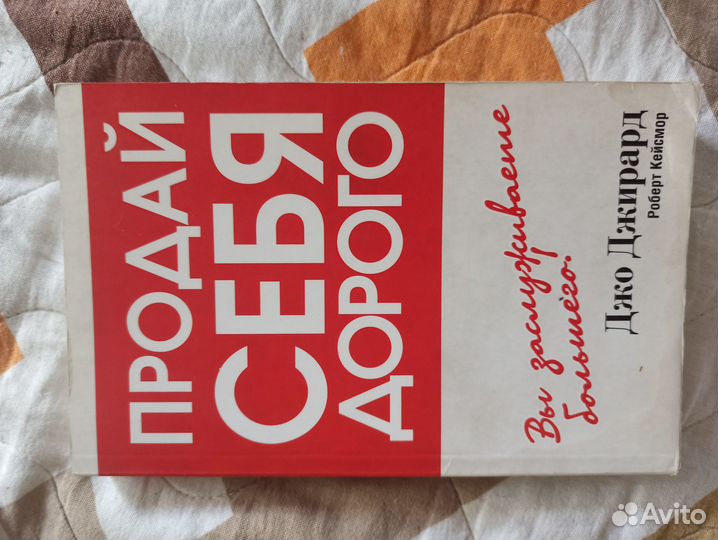 ПРОДАЙ
СЕБЯ
ДОРОГО
Вы заслуживаете
большего.
Джо Джирард
Роберт Кейсмор
Avito